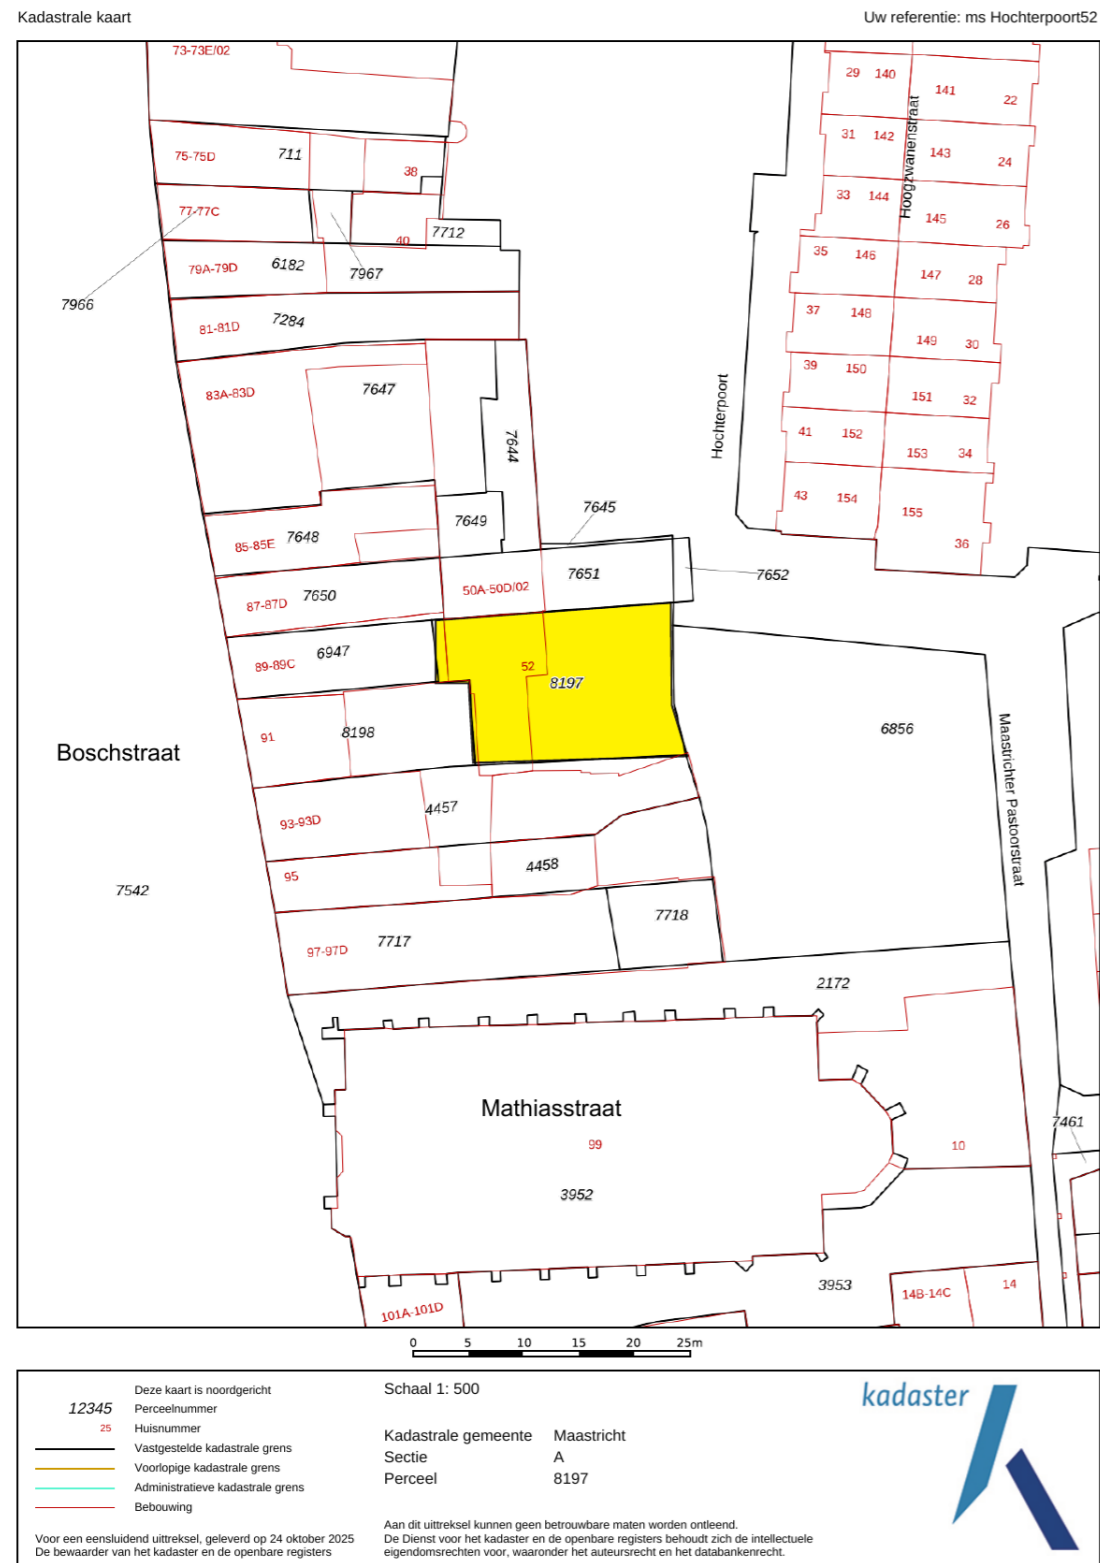 Kadastrale kaart
Uw referentie: ms Hochterpoort52
73-73E/02
29 140
141
22
75-75D
711
38
31 142
143
24
77-77C
33 144
Hoogzwanenstraat
145
26
40
7712
79A-79D
6182
7967
7966
35 146
147
28
81-81D
7284
37 148
149
30
83A-83D
7647
39 150
151
32
7644
Hochterpoort
41 152
153
34
43 154
155
36
85-85E
7648
7649
7645
87-87D
7650
50A-50D/02
7651
7652
89-89C
6947
52
8197
91
8198
6856
Boschstraat
Maastrichter Pastoorstraat
93-93D
4457
95
4458
7542
97-97D
7717
7718
2172
Mathiasstraat
99
10
7461
3952
3953
101A-101D
14B-14C
14
0 5 10 15 20 25m
Deze kaart is noordgericht
12345 Perceelnummer
25 Huisnummer
Vastgestelde kadastrale grens
Voorlopige kadastrale grens
Administratieve kadastrale grens
Bebouwing
Voor een eensluidend uittreksel, geleverd op 24 oktober 2025
De bewaarder van het kadaster en de openbare registers
Schaal 1: 500
Kadastrale gemeente Maastricht
Sectie A
Perceel 8197
Aan dit uittreksel kunnen geen betrouwbare maten worden ontleend.
De Dienst voor het kadaster en de openbare registers behoudt zich de intellectuele
eigendomsrechten voor, waaronder het auteursrecht en het databankenrecht.
kadaster